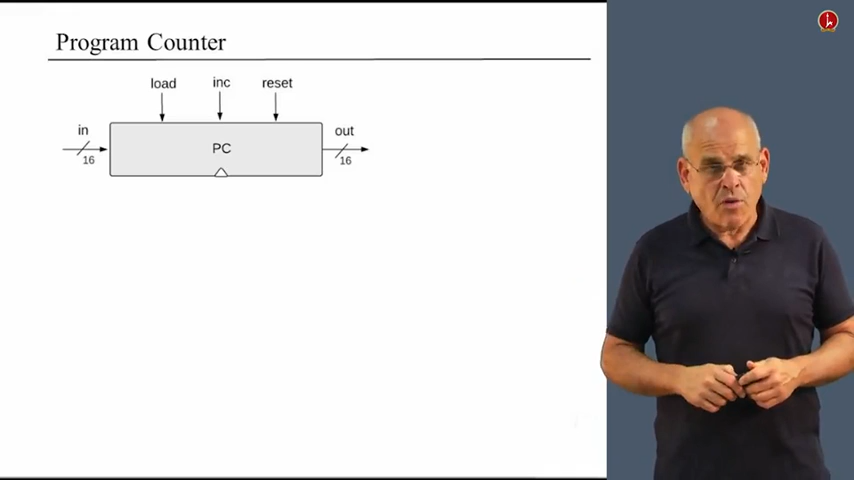 Program Counter
load inc reset
in PC out
16 16